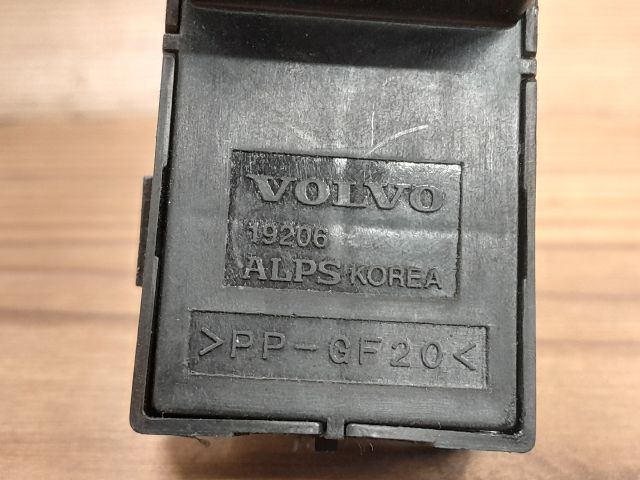 VOLVO
19206
ALPS KOREA
>PP-GF20<